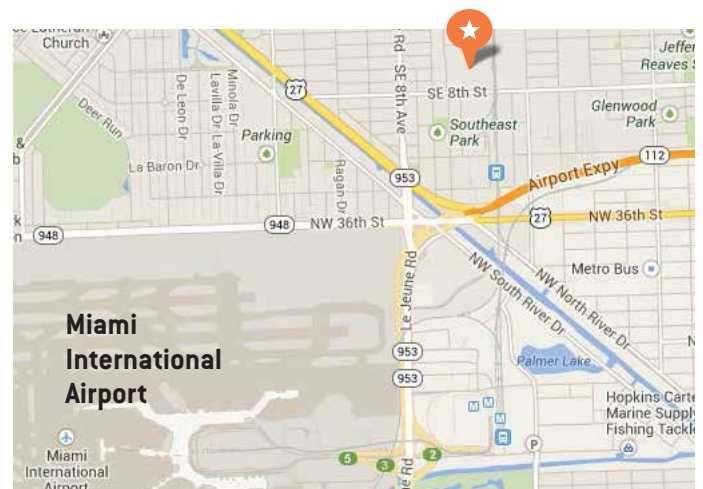 Church
Rd
SE 8th Ave
Jeffer
Reaves S
27
SE 8th St
De Leon Dr
Minola Dr
Lavilla Dr
La Villa Dr
Deer Run
Glenwood
Park
Southeast
Park
Parking
112
Airport Expy
La Baron Dr
Ragan Dr
953
948
948
NW 36th St
27
NW 36th St
Metro Bus
NW North River Dr
NW South River Dr
Le Jeune Rd
Miami
International
Airport
953
953
Palmer Lake
Hopkins Carte
Marine Supply
Fishing Tackle
M
M
M
P
Miami
International
Airport
5
3
2
ne Rd